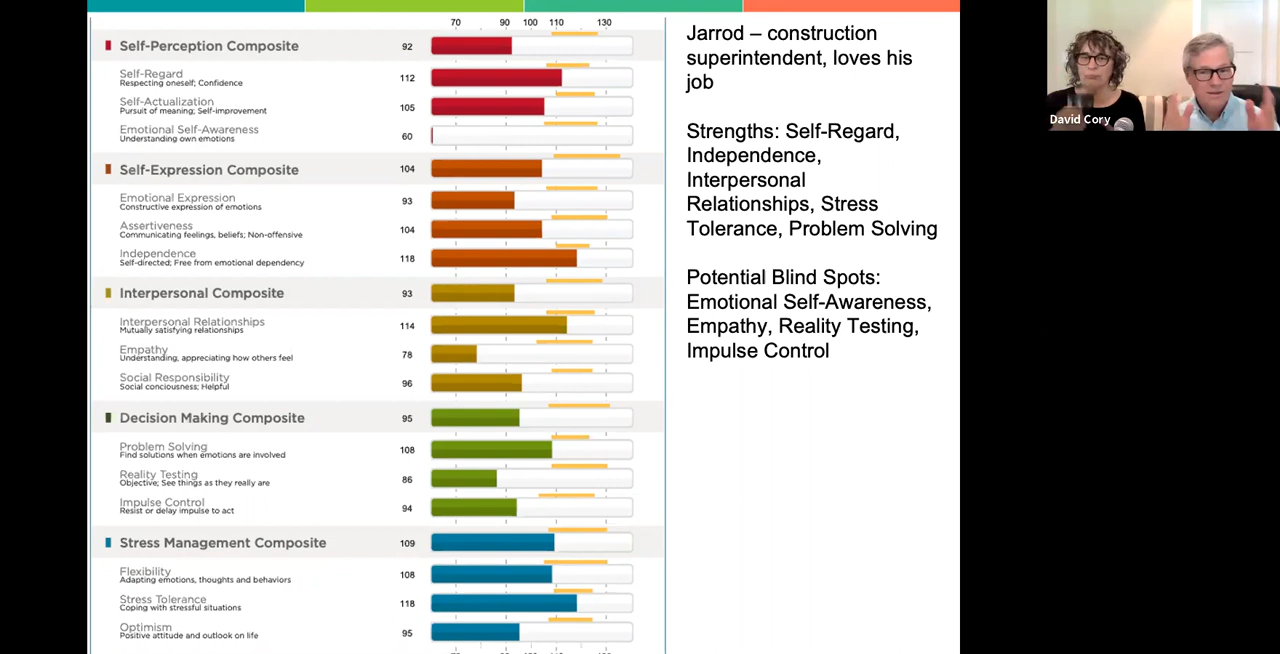 70 90 100 110 130
Self-Perception Composite 92
Self-Regard 112
Respecting oneself; Confidence
Self-Actualization 105
Pursuit of meaning; Self-improvement
Emotional Self-Awareness 60
Understanding own emotions
Self-Expression Composite 104
Emotional Expression 93
Constructive expression of emotions
Assertiveness 104
Communicating feelings, beliefs; Non-offensive
Independence 118
Self-directed; Free from emotional dependency
Interpersonal Composite 93
Interpersonal Relationships 114
Mutually satisfying relationships
Empathy 78
Understanding, appreciating how others feel
Social Responsibility 96
Social conciousness; Helpful
Decision Making Composite 95
Problem Solving 108
Find solutions when emotions are involved
Reality Testing 86
Objective; See things as they really are
Impulse Control 94
Resist or delay impulse to act
Stress Management Composite 109
Flexibility 108
Adapting emotions, thoughts and behaviors
Stress Tolerance 118
Coping with stressful situations
Optimism 95
Positive attitude and outlook on life
Jarrod – construction
superintendent, loves his
job
Strengths: Self-Regard,
Independence,
Interpersonal
Relationships, Stress
Tolerance, Problem Solving
Potential Blind Spots:
Emotional Self-Awareness,
Empathy, Reality Testing,
Impulse Control
David Cory